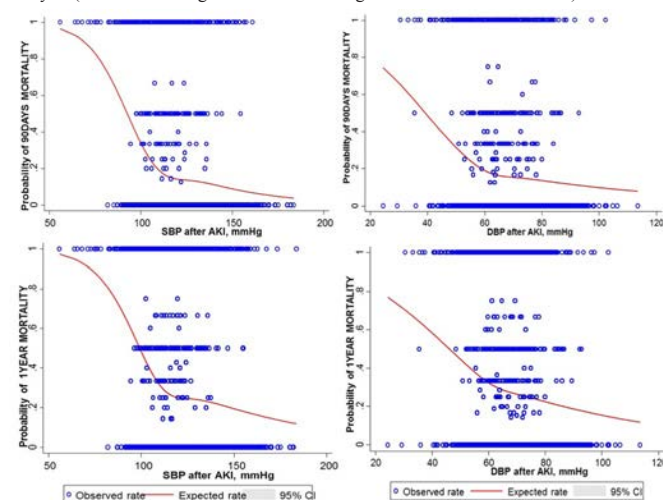 Probability of 90DAYS MORTALITY
0 .2 .4 .6 .8 1
50 100 150 200
SBP after AKI, mmHg
Probability of 90DAYS MORTALITY
0 .2 .4 .6 .8 1
20 40 60 80 100 120
DBP after AKI, mmHg
Probability of 1YEAR MORTALITY
0 .2 .4 .6 .8 1
50 100 150 200
SBP after AKI, mmHg
Probability of 1YEAR MORTALITY
0 .2 .4 .6 .8 1
20 40 60 80 100 120
DBP after AKI, mmHg
Observed rate Expected rate 95% CI
Observed rate Expected rate 95% CI